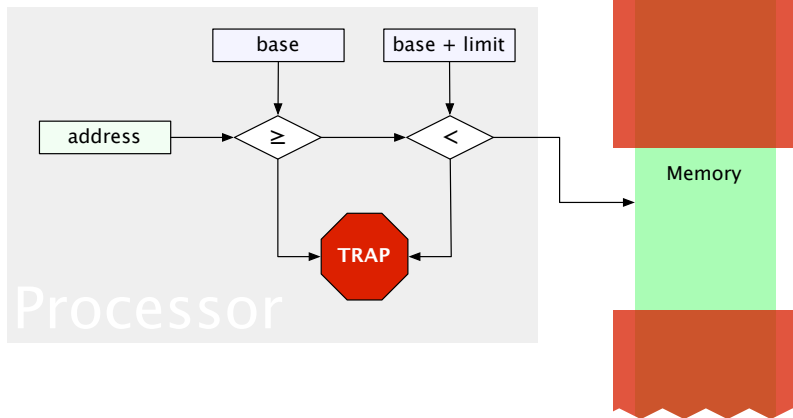 base
base + limit
address
≥
<
Memory
TRAP
Processor